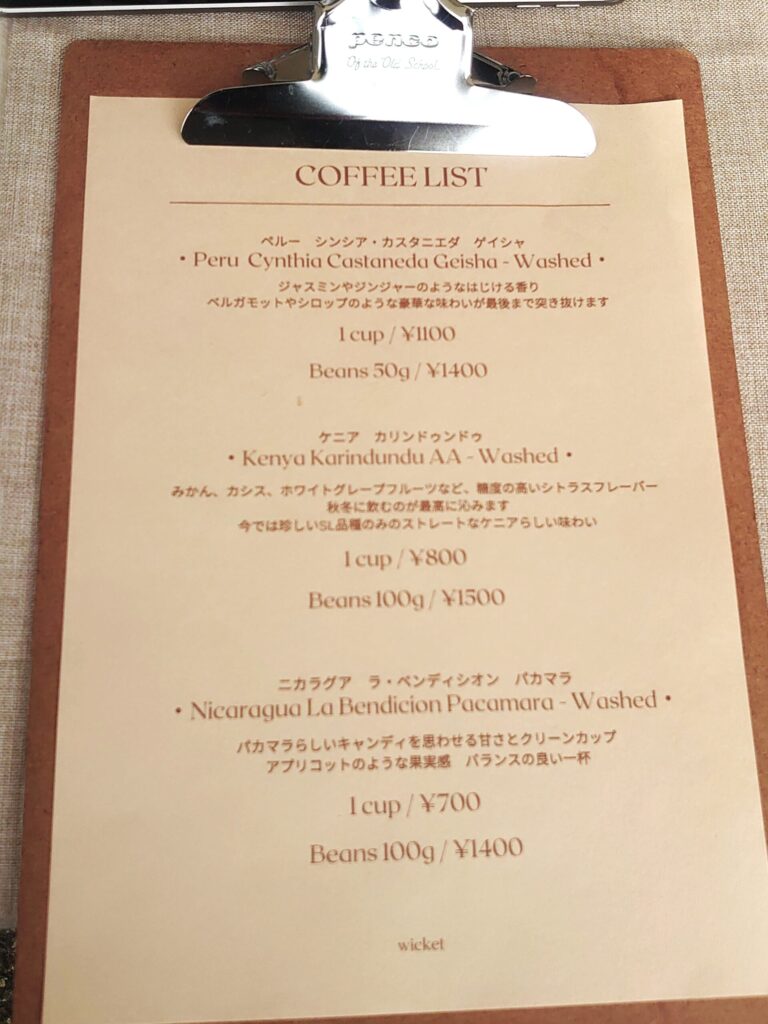 penco
Of the "Old School"
COFFEE LIST
ペルー シンシア・カスタニエダ ゲイシャ
・Peru Cynthia Castaneda Geisha - Washed・
ジャスミンやジンジャーのようなはじける香り
ベルガモットやシロップのような豪華な味わいが最後まで突き抜けます
1 cup / ¥1100
Beans 50g / ¥1400
ケニア カリンドゥンドゥ
・Kenya Karindundu AA - Washed・
みかん、カシス、ホワイトグレープフルーツなど、糖度の高いシトラスフレーバー
秋冬に飲むのが最高に沁みます
今では珍しいSL品種のみのストレートなケニアらしい味わい
1 cup / ¥800
Beans 100g / ¥1500
ニカラグア ラ・ベンディシオン パカマラ
・Nicaragua La Bendicion Pacamara - Washed・
パカマラらしいキャンディを思わせる甘さとクリーンカップ
アプリコットのような果実感 バランスの良い一杯
1 cup / ¥700
Beans 100g / ¥1400
wicket